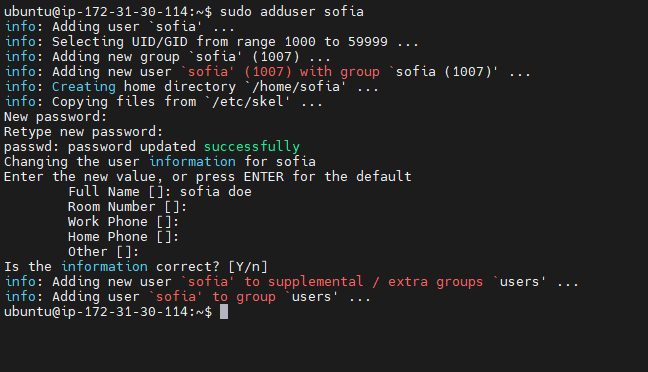 ubuntu@ip-172-31-30-114:~$ sudo adduser sofia
info: Adding user `sofia' ...
info: Selecting UID/GID from range 1000 to 59999 ...
info: Adding new group `sofia' (1007) ...
info: Adding new user `sofia' (1007) with group `sofia (1007)' ...
info: Creating home directory `/home/sofia' ...
info: Copying files from `/etc/skel' ...
New password:
Retype new password:
passwd: password updated successfully
Changing the user information for sofia
Enter the new value, or press ENTER for the default
        Full Name []: sofia doe
        Room Number []:
        Work Phone []:
        Home Phone []:
        Other []:
Is the information correct? [Y/n]
info: Adding new user `sofia' to supplemental / extra groups `users' ...
info: Adding user `sofia' to group `users' ...
ubuntu@ip-172-31-30-114:~$